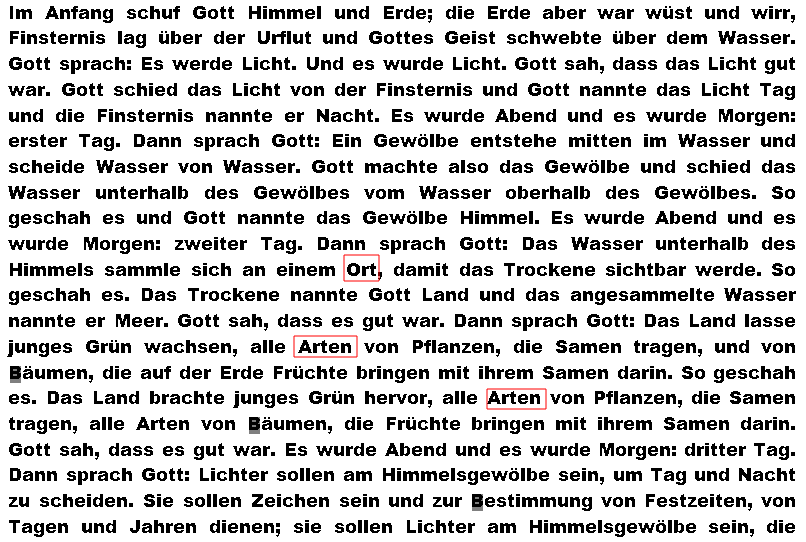 Im Anfang schuf Gott Himmel und Erde; die Erde aber war wüst und wirr,
Finsternis lag über der Urflut und Gottes Geist schwebte über dem Wasser.
Gott sprach: Es werde Licht. Und es wurde Licht. Gott sah, dass das Licht gut
war. Gott schied das Licht von der Finsternis und Gott nannte das Licht Tag
und die Finsternis nannte er Nacht. Es wurde Abend und es wurde Morgen:
erster Tag. Dann sprach Gott: Ein Gewölbe entstehe mitten im Wasser und
scheide Wasser von Wasser. Gott machte also das Gewölbe und schied das
Wasser unterhalb des Gewölbes vom Wasser oberhalb des Gewölbes. So
geschah es und Gott nannte das Gewölbe Himmel. Es wurde Abend und es
wurde Morgen: zweiter Tag. Dann sprach Gott: Das Wasser unterhalb des
Himmels sammle sich an einem Ort, damit das Trockene sichtbar werde. So
geschah es. Das Trockene nannte Gott Land und das angesammelte Wasser
nannte er Meer. Gott sah, dass es gut war. Dann sprach Gott: Das Land lasse
junges Grün wachsen, alle Arten von Pflanzen, die Samen tragen, und von
Bäumen, die auf der Erde Früchte bringen mit ihrem Samen darin. So geschah
es. Das Land brachte junges Grün hervor, alle Arten von Pflanzen, die Samen
tragen, alle Arten von Bäumen, die Früchte bringen mit ihrem Samen darin.
Gott sah, dass es gut war. Es wurde Abend und es wurde Morgen: dritter Tag.
Dann sprach Gott: Lichter sollen am Himmelsgewölbe sein, um Tag und Nacht
zu scheiden. Sie sollen Zeichen sein und zur Bestimmung von Festzeiten, von
Tagen und Jahren dienen; sie sollen Lichter am Himmelsgewölbe sein, die